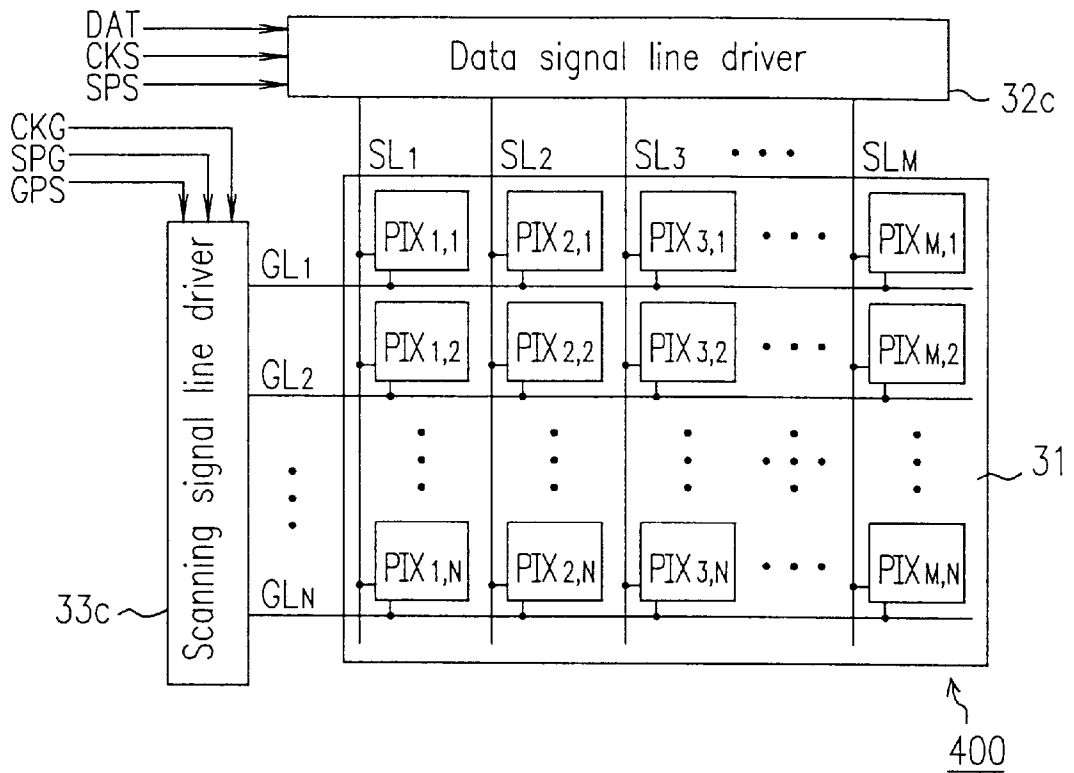 DAT
CKS
SPS
Data signal line driver
32c
CKG
SPG
GPS
SL1 SL2 SL3 • • • SLM
Scanning signal line driver
33c
GL1
PIX1,1 PIX2,1 PIX3,1 • • • PIXM,1
GL2
PIX1,2 PIX2,2 PIX3,2 • • • PIXM,2
31
GLN
PIX1,N PIX2,N PIX3,N • • • PIXM,N
400